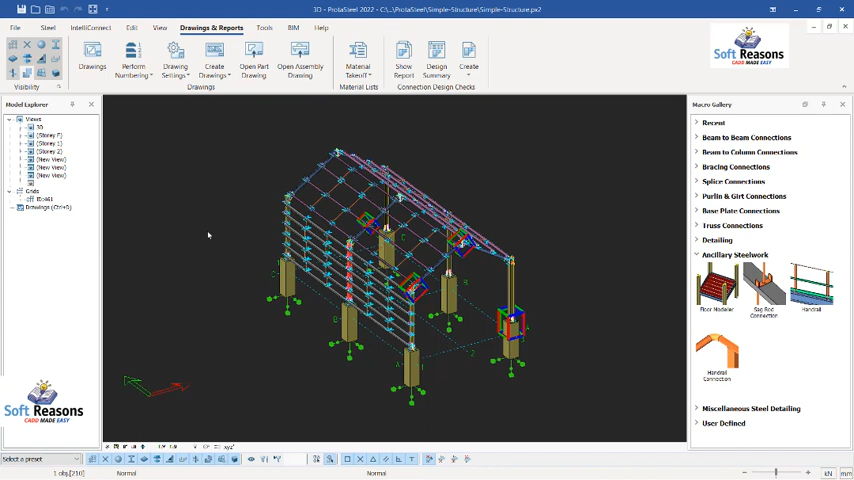 3D - ProtaSteel 2022 - C:\...\ProtaSteel\Simple-Structure\Simple-Structure.px2
File
Steel
IntelliConnect
Edit
View
Drawings & Reports
Tools
BIM
Help
Visibility
Drawings
Perform
Numbering
Drawing
Settings
Create
Drawings
Open Part
Drawing
Open Assembly
Drawing
Drawings
Material
Takeoff
Material Lists
Show
Report
Design
Summary
Create
Connection Design Checks
Soft Reasons
CADD MADE EASY
Model Explorer
Views
3D
(Storey F)
(Storey 1)
(Storey 2)
(New View)
(New View)
(New View)
Grids
Drawings (Ctrl+D)
Soft Reasons
CADD MADE EASY
C
B
D
A
2
Macro Gallery
Recent
Beam to Beam Connections
Beam to Column Connections
Bracing Connections
Splice Connections
Purlin & Girt Connections
Base Plate Connections
Truss Connections
Detailing
Ancillary Steelwork
Floor Modeler
Sag Rod
Connection
Handrail
Handrail
Connection
Miscellaneous Steel Detailing
User Defined
Select a preset
1 obj.[210]
Normal
Normal
kN
mm